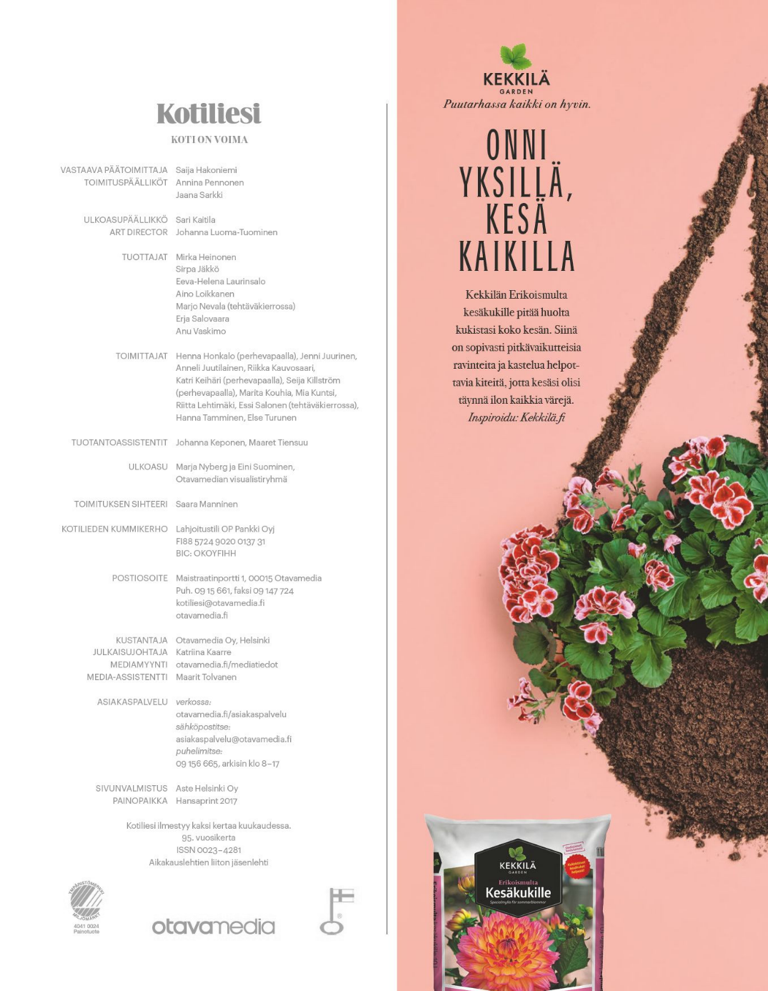 Kotiliesi
KOTI ON VOIMA
VASTAAVA PÄÄTOIMITTAJA Saija Hakoniemi
TOIMITUSPÄÄLLIKÖT Annina Pennonen
Jaana Sarkki
ULKOASUPÄÄLLIKKÖ Sari Kaitila
ART DIRECTOR Johanna Luoma-Tuominen
TUOTTAJAT Mirka Heinonen
Sirpa Jäkkö
Eeva-Helena Laurinsalo
Aino Loikkanen
Marjo Nevala (tehtäväkierrossa)
Erja Salovaara
Anu Vaskimo
TOIMITTAJAT Henna Honkalo (perhevapaalla), Jenni Juurinen,
Anneli Juutilainen, Riikka Kauvosaari,
Katri Keihäri (perhevapaalla), Seija Killström
(perhevapaalla), Marita Kouhia, Mia Kuntsi,
Riitta Lehtimäki, Essi Salonen (tehtäväkierrossa),
Hanna Tamminen, Else Turunen
TUOTANTOASSISTENTIT Johanna Keponen, Maaret Tiensuu
ULKOASU Marja Nyberg ja Eini Suominen,
Otavamedian visualistiryhmä
TOIMITUKSEN SIHTEERI Saara Manninen
KOTILIEDEN KUMMIKERHO Lahjoitustili OP Pankki Oyj
FI88 5724 9020 0137 31
BIC: OKOYFIHH
POSTIOSOITE Maistraatinportti 1, 00015 Otavamedia
Puh. 09 15 661, faksi 09 147 724
kotiliesi@otavamedia.fi
otavamedia.fi
KUSTANTAJA Otavamedia Oy, Helsinki
JULKAISUJOHTAJA Katriina Kaarre
MEDIAMYYNTI otavamedia.fi/mediatiedot
MEDIA-ASSISTENTTI Maarit Tolvanen
ASIAKASPALVELU verkossa:
otavamedia.fi/asiakaspalvelu
sähköpostitse:
asiakaspalvelu@otavamedia.fi
puhelimitse:
09 156 665, arkisin klo 8–17
SIVUNVALMISTUS Aste Helsinki Oy
PAINOPAIKKA Hansaprint 2017
Kotiliesi ilmestyy kaksi kertaa kuukaudessa.
95. vuosikerta
ISSN 0023–4281
Aikakauslehtien liiton jäsenlehti
4041 0024
Painotuote
otavamedia
KEKKILÄ
GARDEN
Puutarhassa kaikki on hyvin.
ONNI
YKSILLÄ,
KESÄ
KAIKILLA
Kekkilän Erikoismulta
kesäkukille pitää huolta
kukistasi koko kesän. Siinä
on sopivasti pitkävaikutteisia
ravinteita ja kastelua helpot-
tavia kiteitä, jotta kesäsi olisi
täynnä ilon kaikkia värejä.
Inspiroidu: Kekkilä.fi
KEKKILÄ
GARDEN
Erikoismulta
Kesäkukille